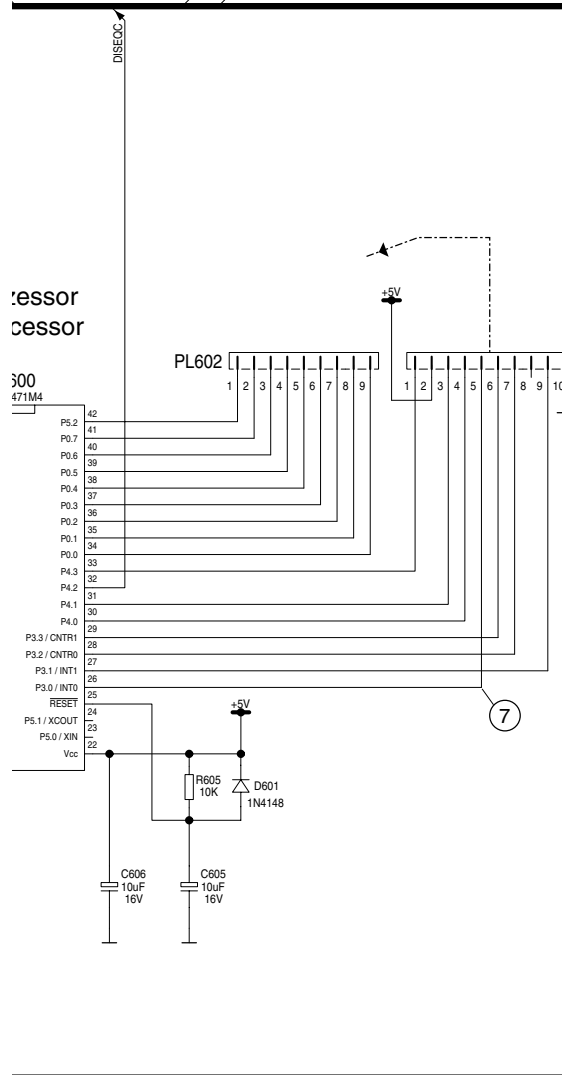 DISEQC
+5V
PL602
1 2 3 4 5 6 7 8 9
1 2 3 4 5 6 7 8 9 10
42
P5.2
41
P0.7
40
P0.6
39
P0.5
38
P0.4
37
P0.3
36
P0.2
35
P0.1
34
P0.0
33
P4.3
32
P4.2
31
P4.1
30
P4.0
29
P3.3 / CNTR1
28
P3.2 / CNTR0
27
P3.1 / INT1
26
P3.0 / INT0
25
RESET
24
P5.1 / XCOUT
23
P5.0 / XIN
22
Vcc
7
+5V
R605
10K
D601
1N4148
C606
10uF
16V
C605
10uF
16V